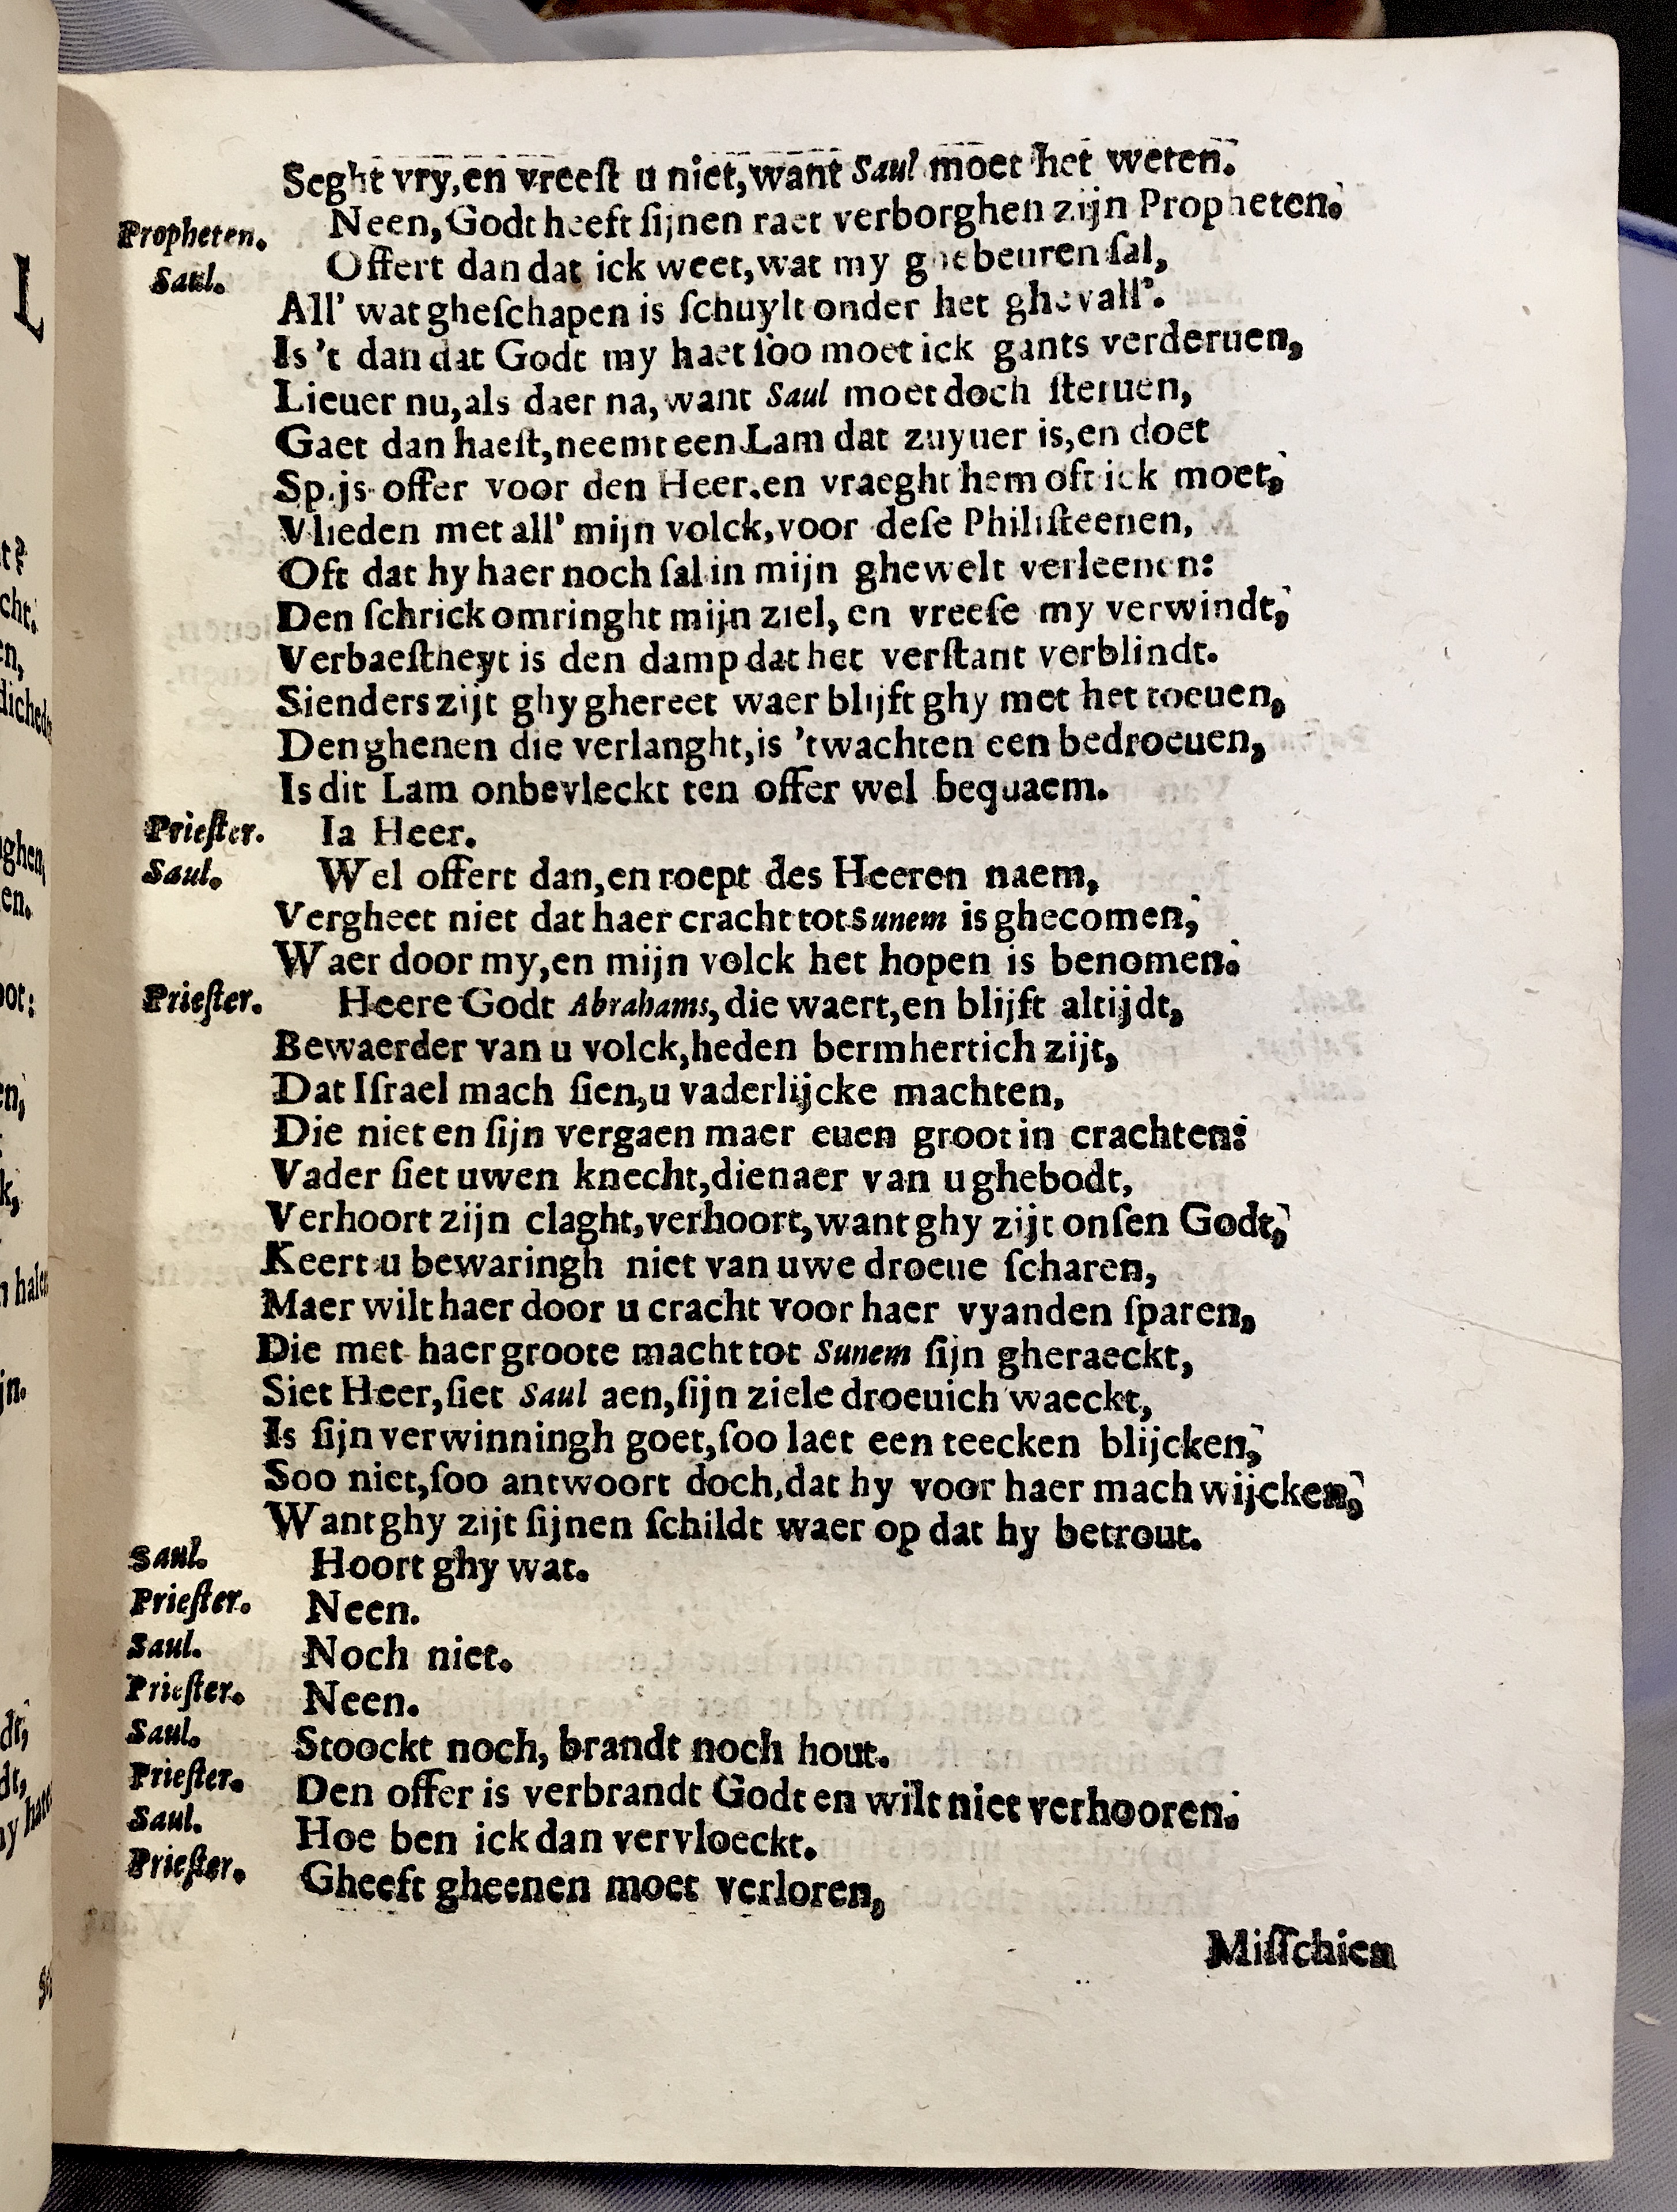 Seght vry, en vreeſt u niet, want Saul moet het weten.
Propheten. Neen, Godt heeft ſijnen raet verborghen zijn Propheten.
Saul. Offert dan dat ick weet, wat my ghebeuren ſal,
All' wat gheſchapen is ſchuylt onder het ghevall'.
Is 't dan dat Godt my haet ſoo moet ick gants verderuen,
Lieuer nu, als daer na, want Saul moet doch ſteruen,
Gaet dan haeſt, neemt een Lam dat zuyuer is, en doet
Spijs-offer voor den Heer, en vraeght hem oft ick moet,
Vlieden met all' mijn volck, voor deſe Philiſteenen,
Oft dat hy haer noch ſal in mijn ghewelt verleenen:
Den ſchrick omringht mijn ziel, en vreeſe my verwindt,
Verbaeſtheyt is den damp dat het verſtant verblindt.
Sienders zijt ghy ghereet waer blijft ghy met het toeuen,
Den ghenen die verlanght, is 't wachten een bedroeuen,
Is dit Lam onbevleckt ten offer wel bequaem.
Prieſter. Ia Heer.
Saul. Wel offert dan, en roept des Heeren naem,
Vergheet niet dat haer cracht tot Sunem is ghecomen,
Waer door my, en mijn volck het hopen is benomen.
Prieſter. Heere Godt Abrahams, die waert, en blijft altijdt,
Bewaerder van u volck, heden bermhertich zijt,
Dat Iſrael mach ſien, u vaderlijcke machten,
Die niet en ſijn vergaen maer euen groot in crachten:
Vader ſiet uwen knecht, dienaer van u ghebodt,
Verhoort zijn claght, verhoort, want ghy zijt onſen Godt,
Keert u bewaringh niet van uwe droeue ſcharen,
Maer wilt haer door u cracht voor haer vyanden ſparen,
Die met haer groote macht tot Sunem ſijn gheraeckt,
Siet Heer, ſiet Saul aen, ſijn ziele droeuich waeckt,
Is ſijn verwinningh goet, ſoo laet een teecken blijcken,
Soo niet, ſoo antwoort doch, dat hy voor haer mach wijcken,
Want ghy zijt ſijnen ſchildt waer op dat hy betrout.
Saul. Hoort ghy wat.
Prieſter. Neen.
Saul. Noch niet.
Prieſter. Neen.
Saul. Stoockt noch, brandt noch hout.
Prieſter. Den offer is verbrandt Godt en wilt niet verhooren.
Saul. Hoe ben ick dan vervloeckt.
Prieſter. Gheeft gheenen moet verloren,
Miſſchien